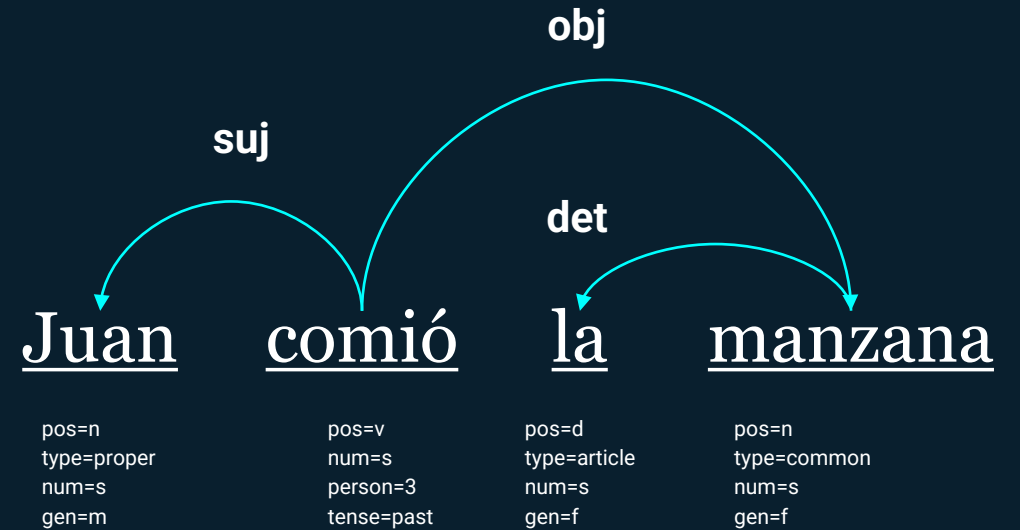 obj
suj
det
Juan comió la manzana
pos=n pos=v pos=d pos=n
type=proper num=s type=article type=common
num=s person=3 num=s num=s
gen=m tense=past gen=f gen=f